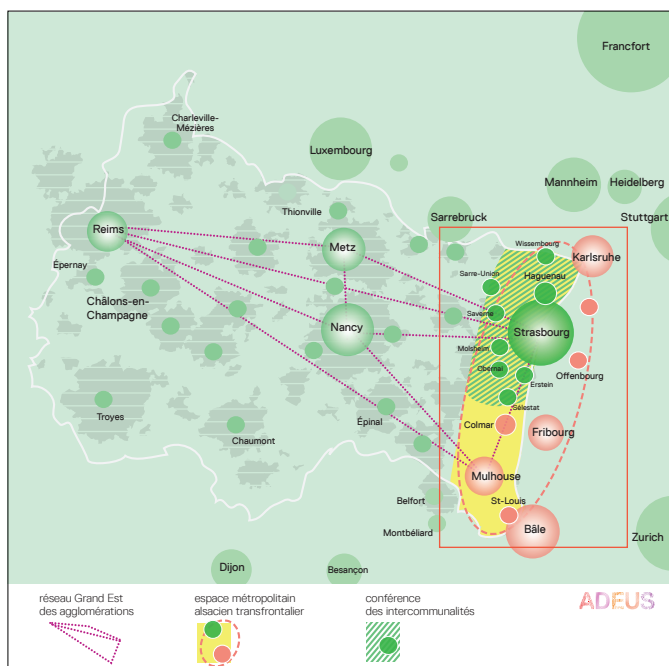 Francfort
Charleville-
Mézières
Luxembourg
Mannheim
Heidelberg
Thionville
Sarrebruck
Stuttgart
Reims
Metz
Wissembourg
Karlsruhe
Épernay
Sarre-Union
Haguenau
Châlons-en-
Champagne
Saverne
Nancy
Strasbourg
Molsheim
Obernai
Offenbourg
Erstein
Troyes
Sélestat
Épinal
Colmar
Chaumont
Fribourg
Mulhouse
Belfort
St-Louis
Montbéliard
Bâle
Zurich
Dijon
Besançon
réseau Grand Est
des agglomérations
espace métropolitain
alsacien transfrontalier
conférence
des intercommunalités
ADEUS